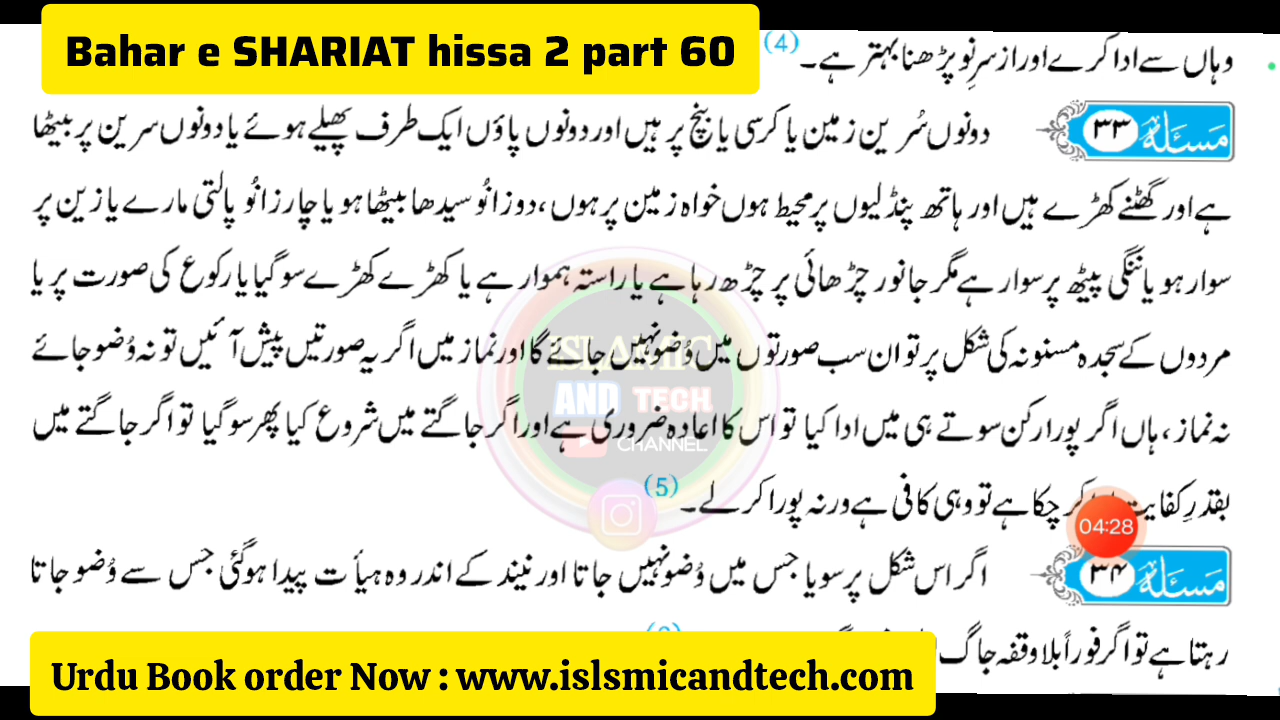 Bahar e SHARIAT hissa 2 part 60
وہاں سے ادا کرے اور از سرِ نو پڑھنا بہتر ہے۔ (4)
مسئلہ ۳۳ دونوں سُرین زمین یا کرسی یا بنچ پر ہیں اور دونوں پاؤں ایک طرف پھیلے ہوئے یا دونوں سرین پر بیٹھا
ہے اور گھٹنے کھڑے ہیں اور ہاتھ پنڈلیوں پر محیط ہوں خواہ زمین پر ہوں، دوزانُو سیدھا بیٹھا ہو یا چارزانُو پالتی مارے یا زین پر
سوار ہو یا ننگی پیٹھ پر سوار ہے مگر جانور چڑھائی پر چڑھ رہا ہے یا راستہ ہموار ہے یا کھڑے کھڑے سو گیا یا رکوع کی صورت پر یا
مردوں کے سجدہ مسنونہ کی شکل پر تو ان سب صورتوں میں وُضو نہیں جائے گا اور نماز میں اگر یہ صورتیں پیش آئیں تو نہ وُضو جائے
نہ نماز، ہاں اگر پورا رکن سوتے ہی میں ادا کیا تو اس کا اعادہ ضروری ہے اور اگر جاگتے میں شروع کیا پھر سو گیا تو اگر جاگتے میں
بقدرِ کفایت کر چکا ہے تو وہی کافی ہے ورنہ پورا کر لے۔ (5)
04:28
مسئلہ ۳۴ اگر اس شکل پر سویا جس میں وُضو نہیں جاتا اور نیند کے اندر وہ ہیأت پیدا ہوگئی جس سے وُضو جاتا
رہتا ہے تو اگر فوراً بلا وقفہ جاگ
ISLAMIC
AND TECH
CHANNEL
Urdu Book order Now : www.islsmicandtech.com